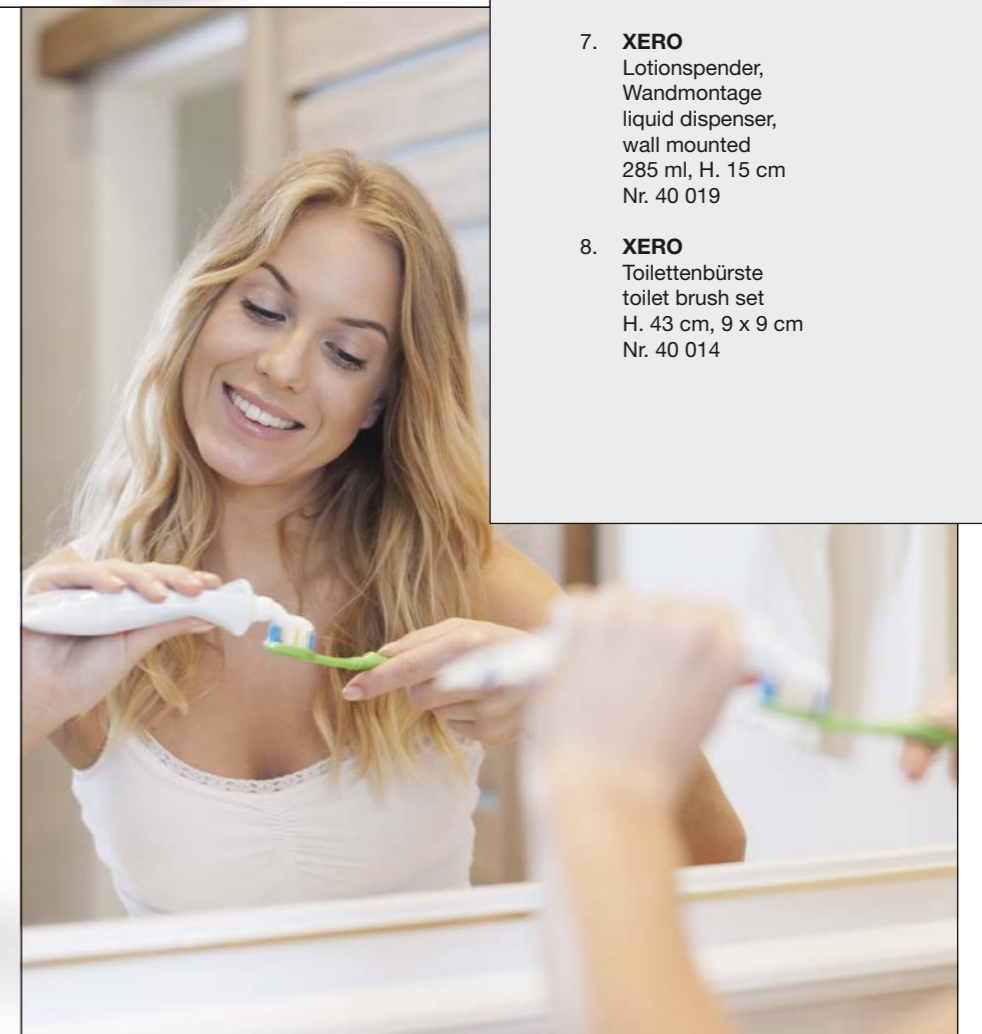 7. XERO
Lotionspender,
Wandmontage
liquid dispenser,
wall mounted
285 ml, H. 15 cm
Nr. 40 019
8. XERO
Toilettenbürste
toilet brush set
H. 43 cm, 9 x 9 cm
Nr. 40 014